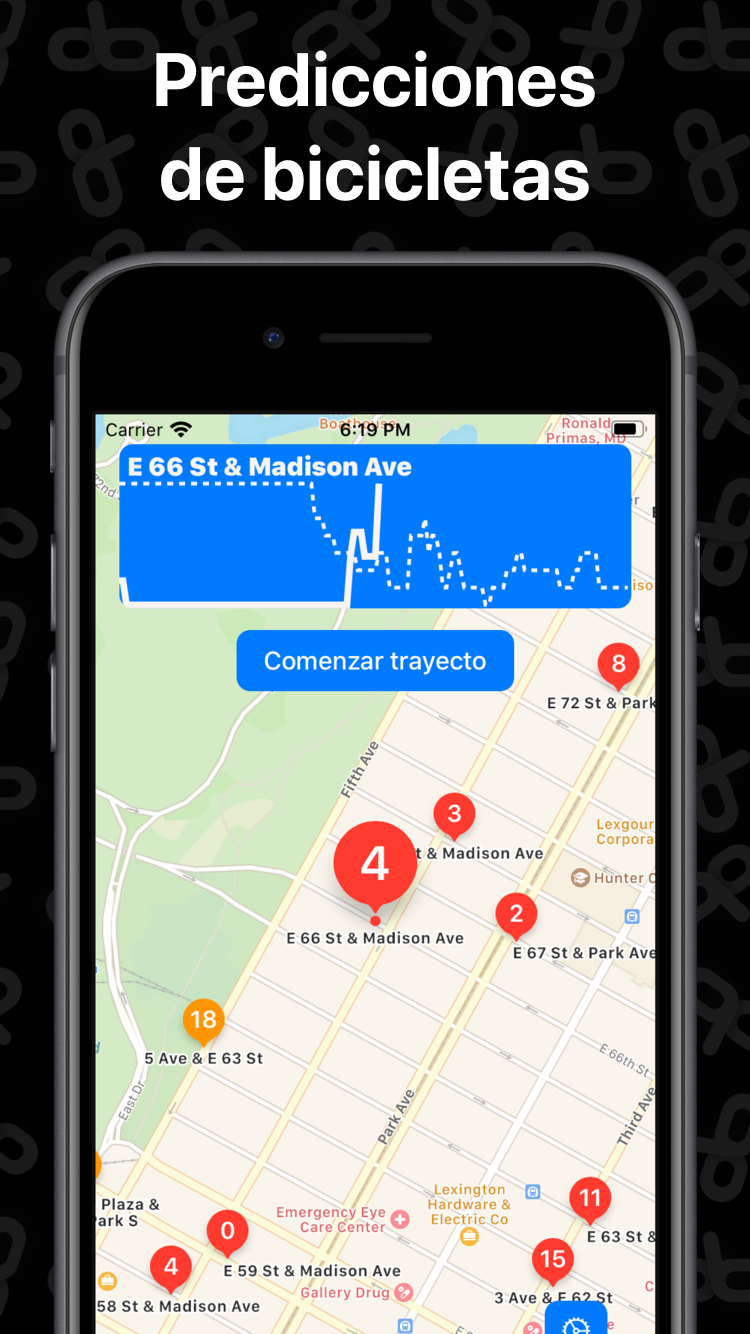 Predicciones
de bicicletas
Carrier
6:19 PM
Boathouse
Ronald
Primas, MD
E 66 St & Madison Ave
72nd
Comenzar trayecto
8
E 72 St & Park
Fifth Ave
3
t & Madison Ave
Lexgour
Corpora
4
Hunter C
2
E 66 St & Madison Ave
E 67 St & Park Ave
18
5 Ave & E 63 St
E 66th St
East Dr
Park Ave
Third Ave
Plaza &
Park S
Lexington
Hardware &
Electric Co
11
Emergency Eye
Care Center
0
E 63 St &
15
4
E 59 St & Madison Ave
Gallery Drug
3 Ave & E 62 St
58 St & Madison Ave